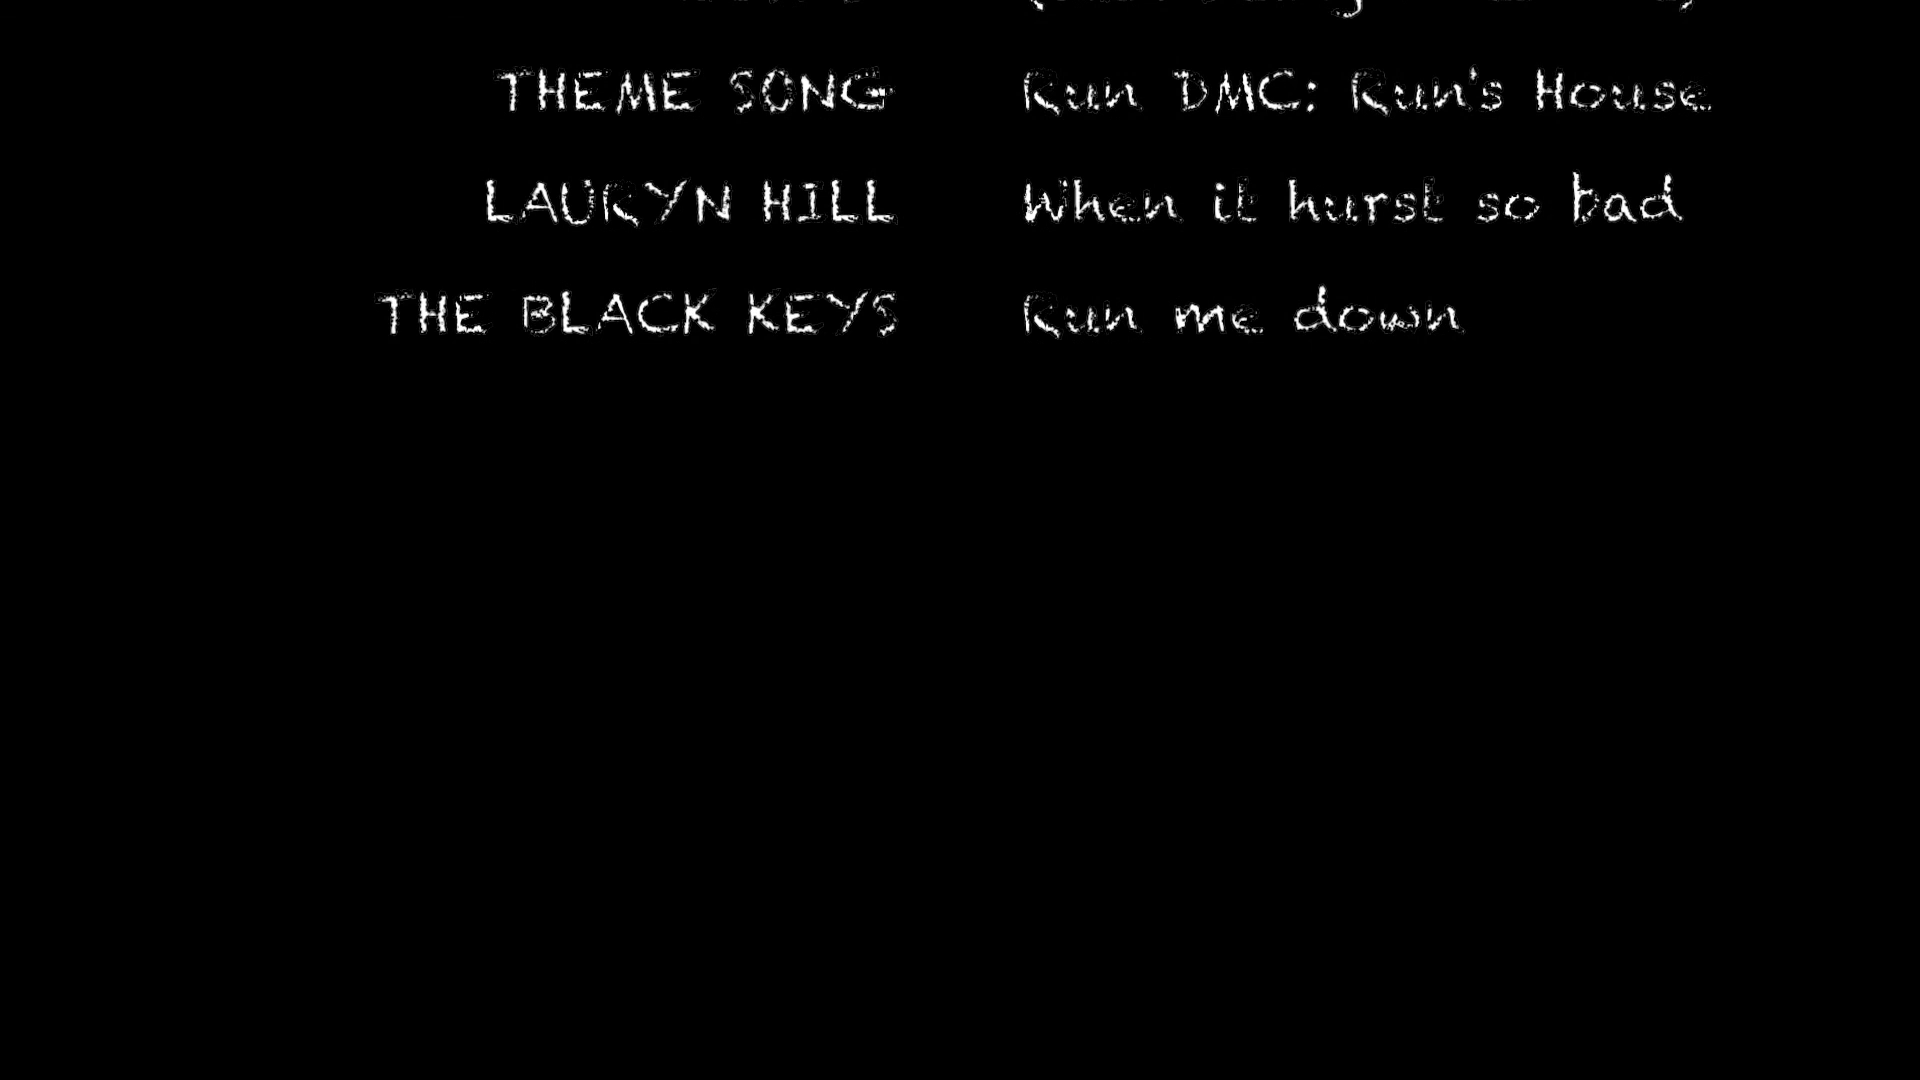 THEME SONG Run DMC: Run's House
LAURYN HILL When it hurst so bad
THE BLACK KEYS Run me down